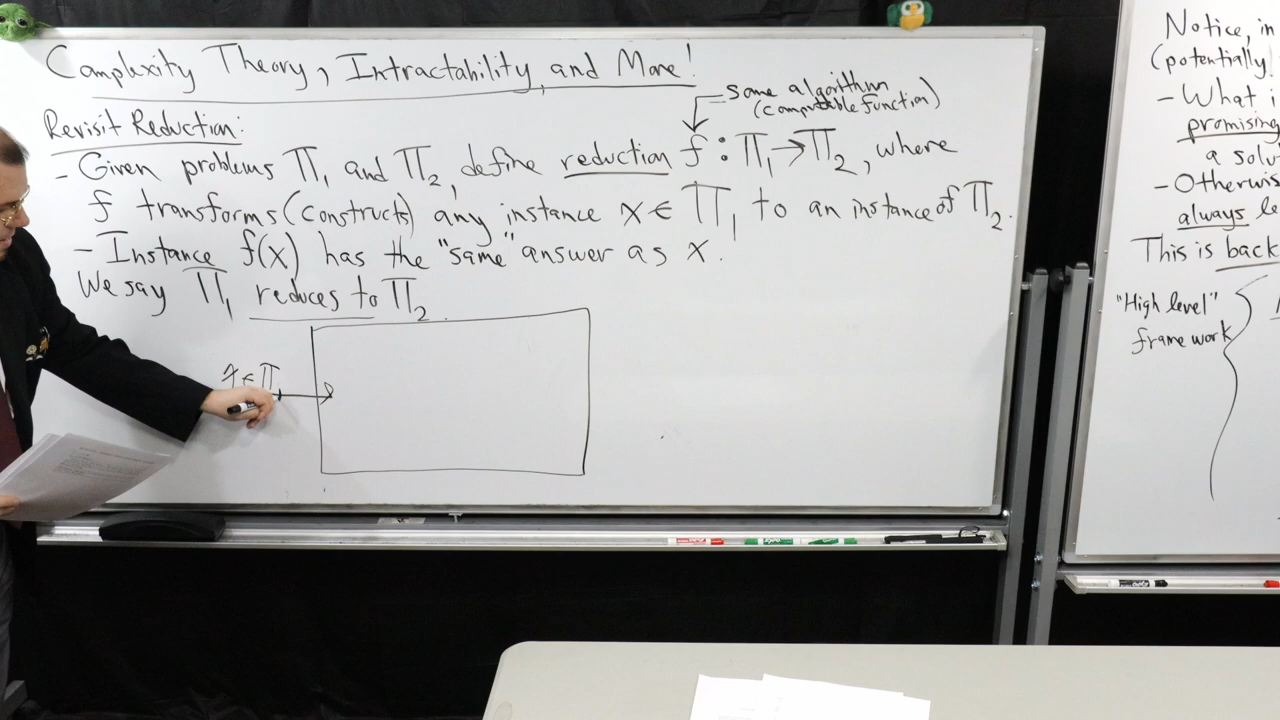 Complexity Theory, Intractability, and More!
some algorithm
(computable function)
Revisit Reduction:
- Given problems Π₁ and Π₂, define reduction f : Π₁ → Π₂, where
f transforms (constructs) any instance x ∈ Π₁ to an instance of Π₂.
- Instance f(x) has the "same" answer as x.
We say Π₁ reduces to Π₂.
x ∈ Π
Notice, in
(potentially!
- What i
promising
a solu
- Otherwis
always le
This is back
"High level"
framework